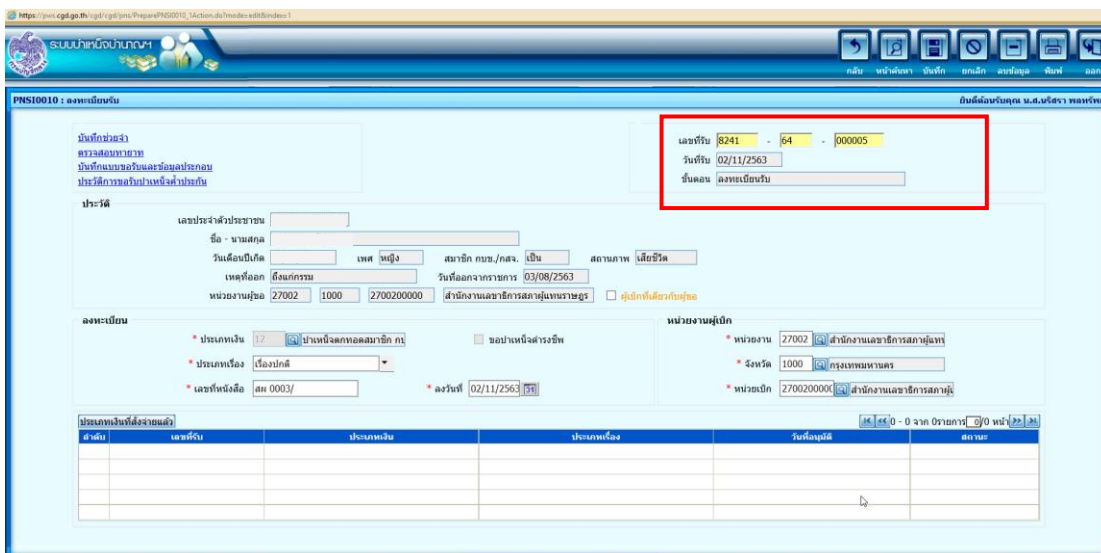 https://pws.cgd.go.th/cgd/cgd/pns/PreparePNSI0010_1Action.do?mode=edit&index=1
ระบบบำเหน็จบำนาญฯ
กลับ หน้าค้นหา บันทึก ยกเลิก ลบข้อมูล พิมพ์ ออก
PNSI0010 : ลงทะเบียนรับ
ยินดีต้อนรับคุณ น.ส.นริสรา
บันทึกช่วยจำ
ตรวจสอบทายาท
บันทึกแบบขอรับและข้อมูลประกอบ
ประวัติการขอรับบำเหน็จค้ำประกัน
เลขที่รับ 8241 - 64 - 000005
วันที่รับ 02/11/2563
ขั้นตอน ลงทะเบียนรับ
ประวัติ
เลขประจำตัวประชาชน
ชื่อ - นามสกุล
วันเดือนปีเกิด เพศ หญิง สมาชิก กบข./กสจ. เป็น สถานภาพ เสียชีวิต
เหตุที่ออก ถึงแก่กรรม วันที่ออกจากราชการ 03/08/2563
หน่วยงานผู้ขอ 27002 1000 2700200000 สำนักงานเลขาธิการสภาผู้แทนราษฎร ผู้เบิกที่เดียวกับผู้ขอ
ลงทะเบียน
* ประเภทเงิน 17 บำเหน็จตกทอดสมาชิก กบ ขอบำเหน็จดำรงชีพ
* ประเภทเรื่อง เรื่องปกติ
* เลขที่หนังสือ สผ 0003/ * ลงวันที่ 02/11/2563
หน่วยงานผู้เบิก
* หน่วยงาน 27002 สำนักงานเลขาธิการสภาผู้แทน
* จังหวัด 1000 กรุงเทพมหานคร
* หน่วยเบิก 270020000 สำนักงานเลขาธิการสภาผู้
ประเภทเงินที่สั่งจ่ายแล้ว
0 - 0 จาก 0รายการ 0/0 หน้า
ลำดับ เลขที่รับ ประเภทเงิน ประเภทเรื่อง วันที่อนุมัติ สถานะ